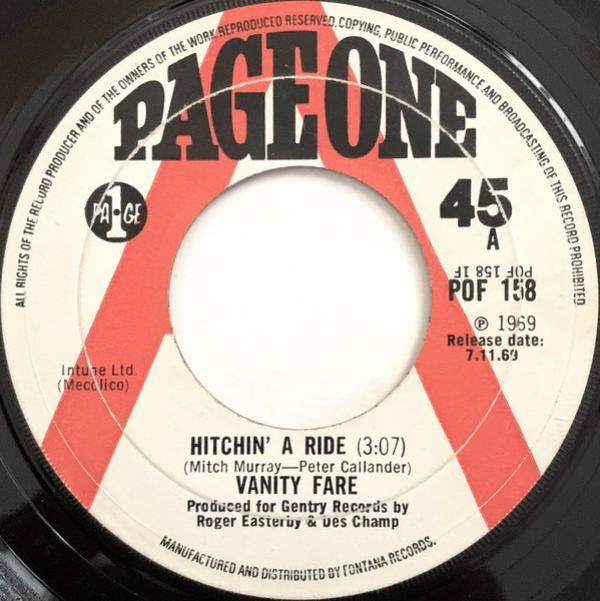 ALL RIGHTS OF THE RECORD PRODUCER AND OF THE OWNERS OF THE WORK REPRODUCED RESERVED. COPYING, PUBLIC PERFORMANCE AND BROADCASTING OF THIS RECORD PROHIBITED
PAGE ONE
PA1GE
45
A
POF 158 1F
POF 158
℗ 1969
Release date:
7.11.69
Intune Ltd.
(Mecolico)
HITCHIN' A RIDE (3:07)
(Mitch Murray—Peter Callander)
VANITY FARE
Produced for Gentry Records by
Roger Easterby & Des Champ
MANUFACTURED AND DISTRIBUTED BY FONTANA RECORDS.